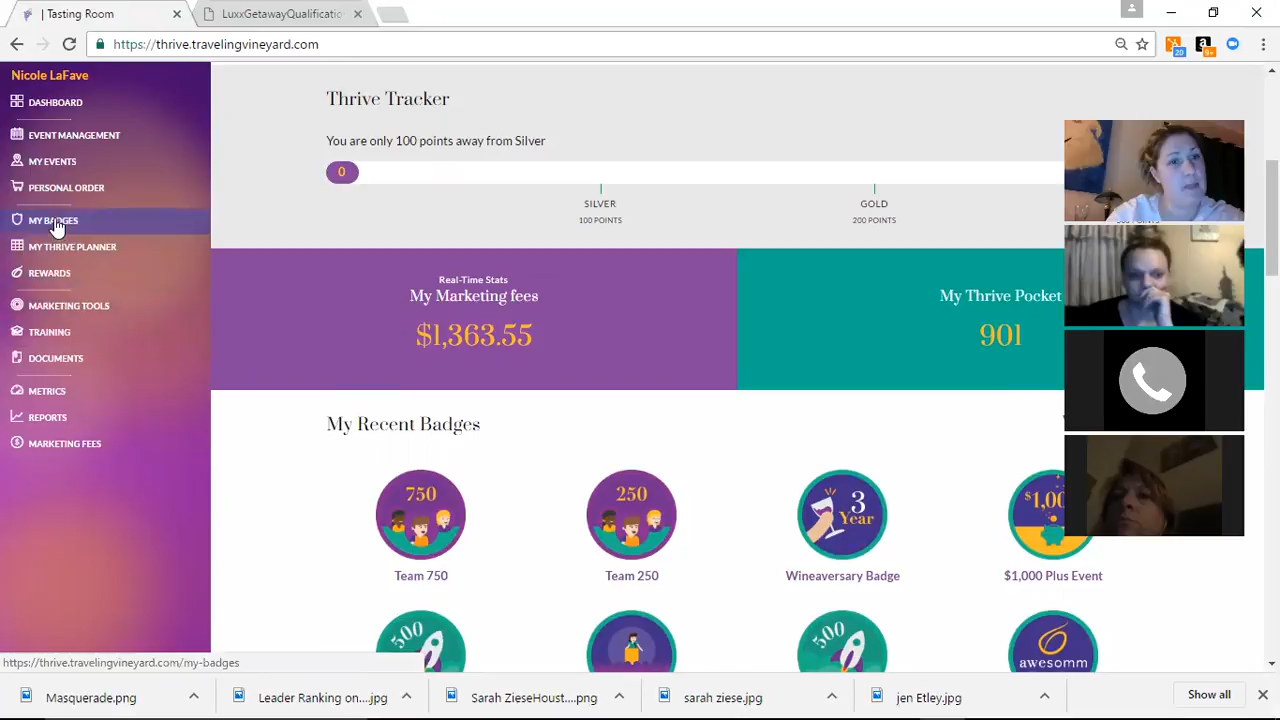 | Tasting Room
LuxxGetawayQualification
https://thrive.travelingvineyard.com
20
9+
Nicole LaFave
DASHBOARD
EVENT MANAGEMENT
MY EVENTS
PERSONAL ORDER
MY BADGES
MY THRIVE PLANNER
REWARDS
MARKETING TOOLS
TRAINING
DOCUMENTS
METRICS
REPORTS
MARKETING FEES
Thrive Tracker
You are only 100 points away from Silver
0
SILVER
100 POINTS
GOLD
200 POINTS
Real-Time Stats
My Marketing fees
$1,363.55
My Thrive Pocket
901
My Recent Badges
750
Team 750
250
Team 250
3
Year
Wineaversary Badge
$1,00
$1,000 Plus Event
500
500
awesomm
https://thrive.travelingvineyard.com/my-badges
Masquerade.png
Leader Ranking on....jpg
Sarah ZieseHoust....png
sarah ziese.jpg
jen Etley.jpg
Show all